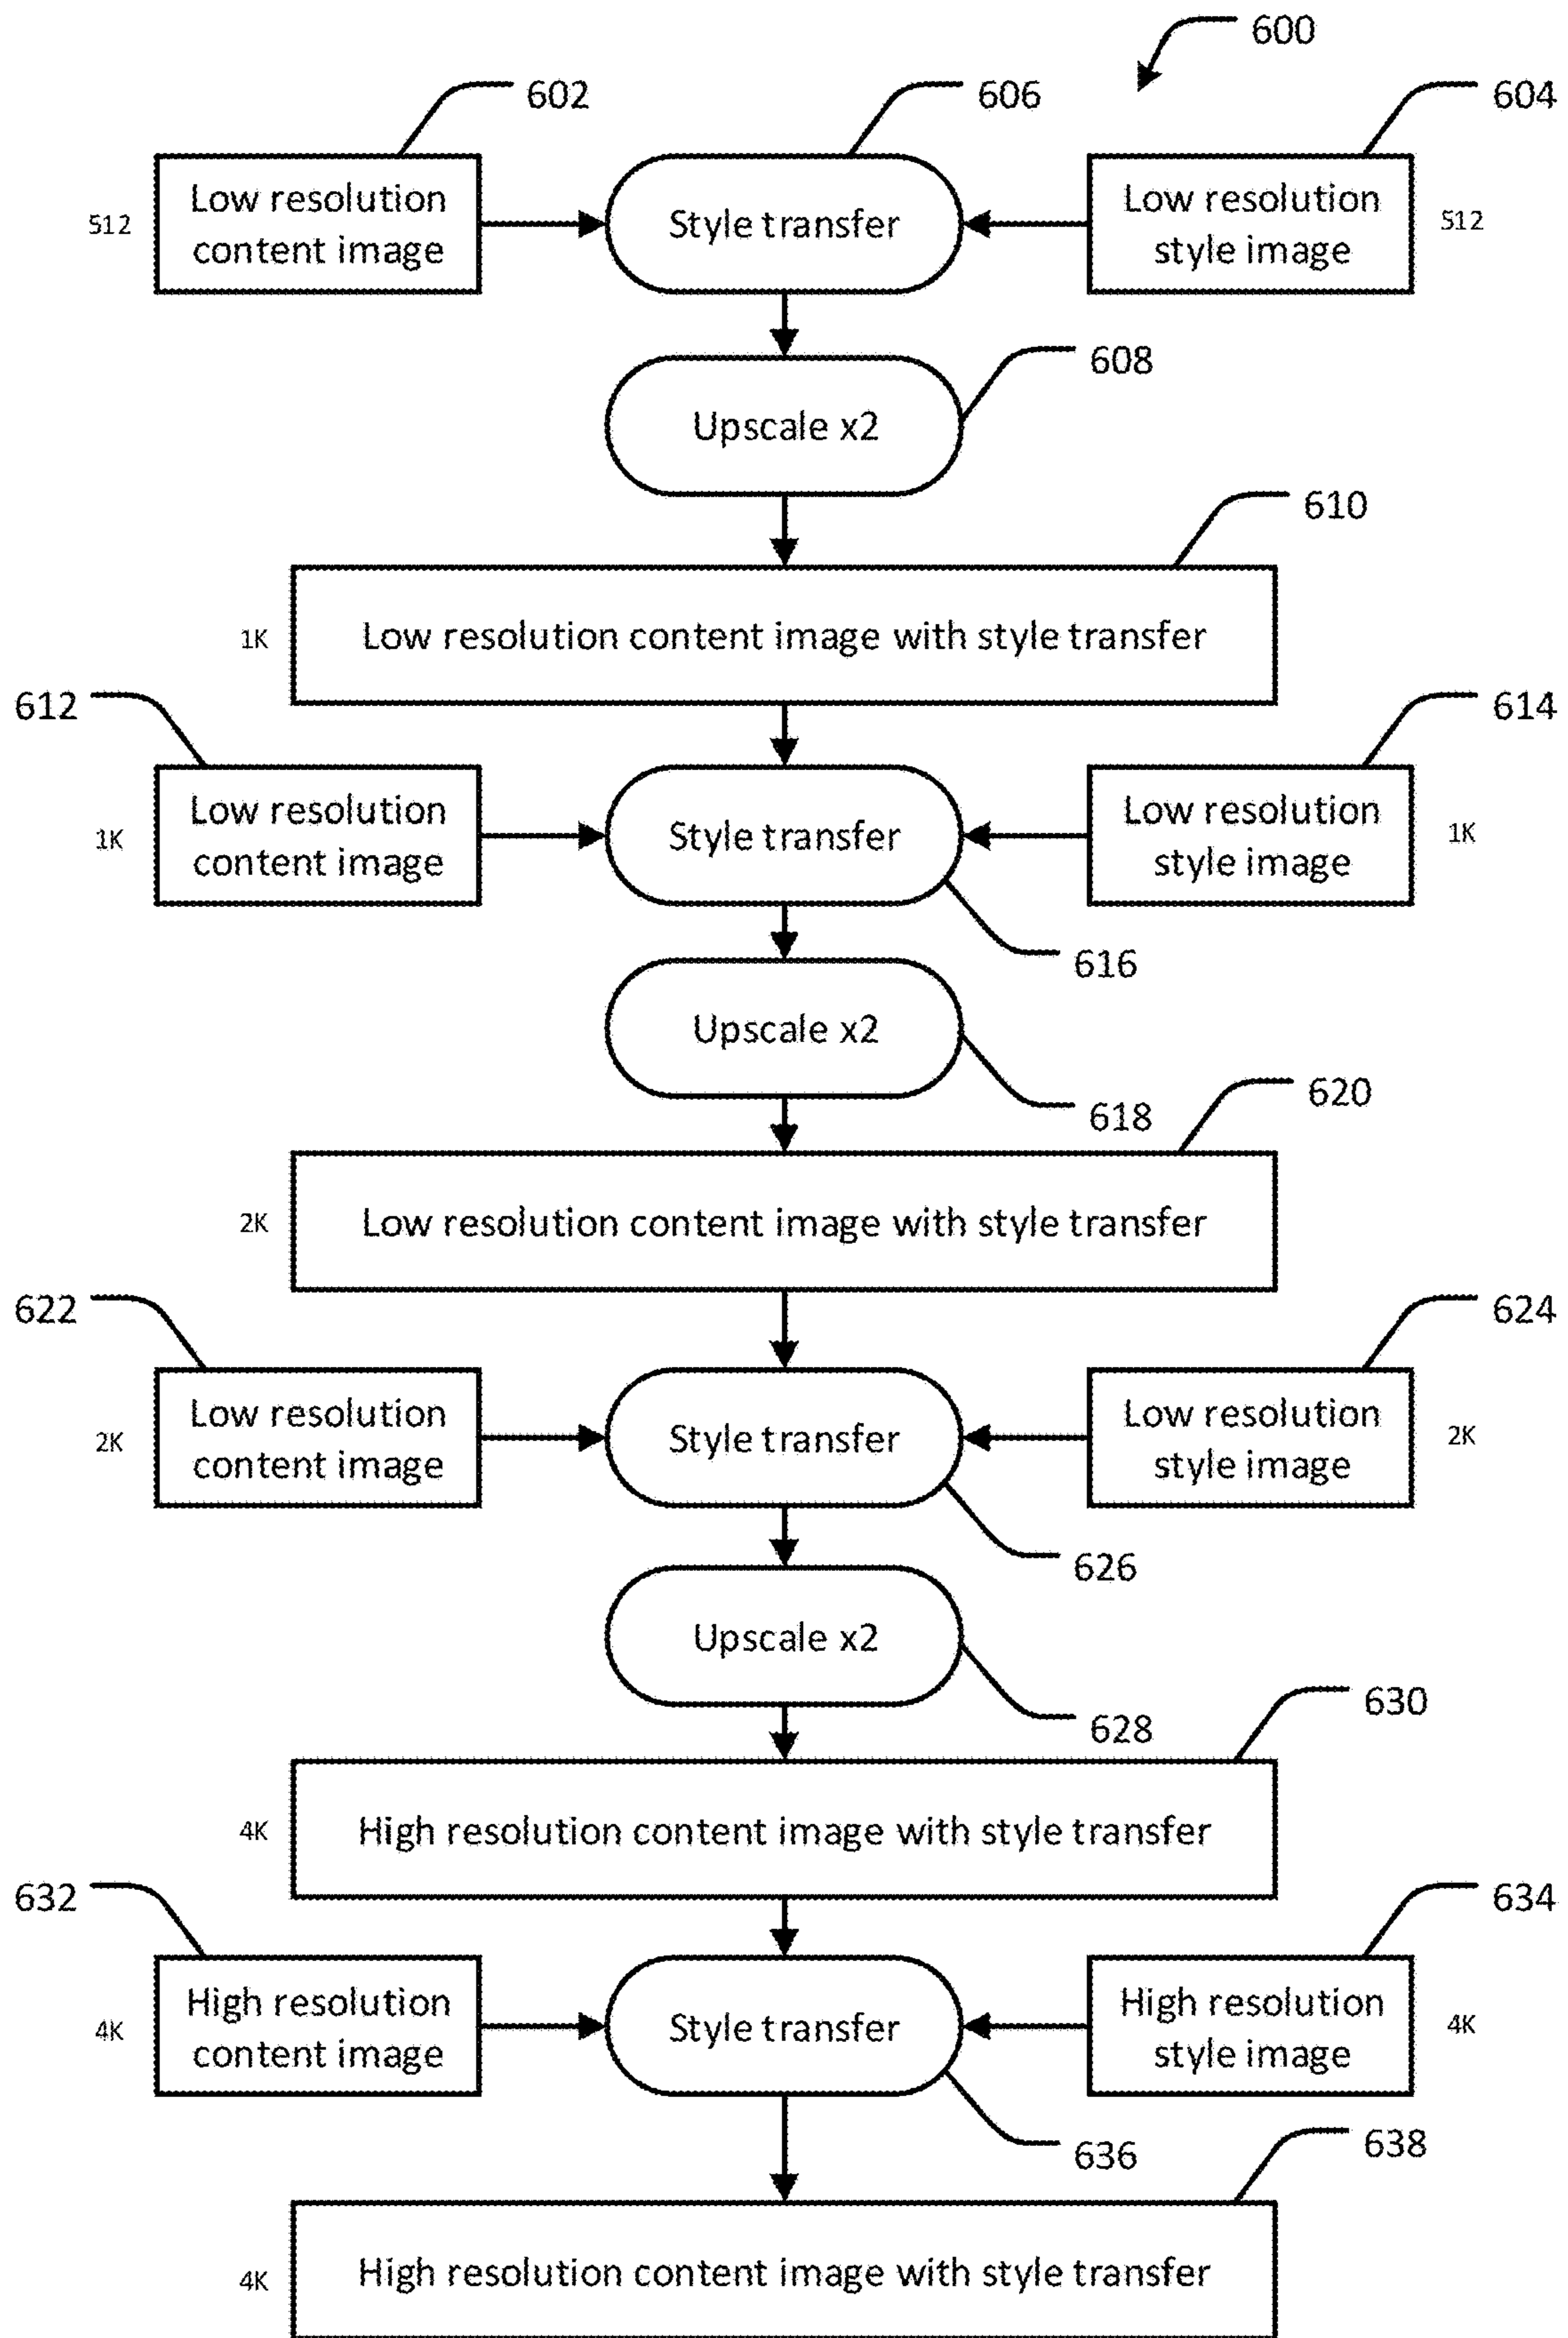 600
602
606
604
512
Low resolution
content image
Style transfer
Low resolution
style image
512
608
Upscale x2
610
1K
Low resolution content image with style transfer
612
614
1K
Low resolution
content image
Style transfer
Low resolution
style image
1K
616
Upscale x2
618
620
2K
Low resolution content image with style transfer
622
624
2K
Low resolution
content image
Style transfer
Low resolution
style image
2K
626
Upscale x2
628
630
4K
High resolution content image with style transfer
632
634
4K
High resolution
content image
Style transfer
High resolution
style image
4K
636
638
4K
High resolution content image with style transfer